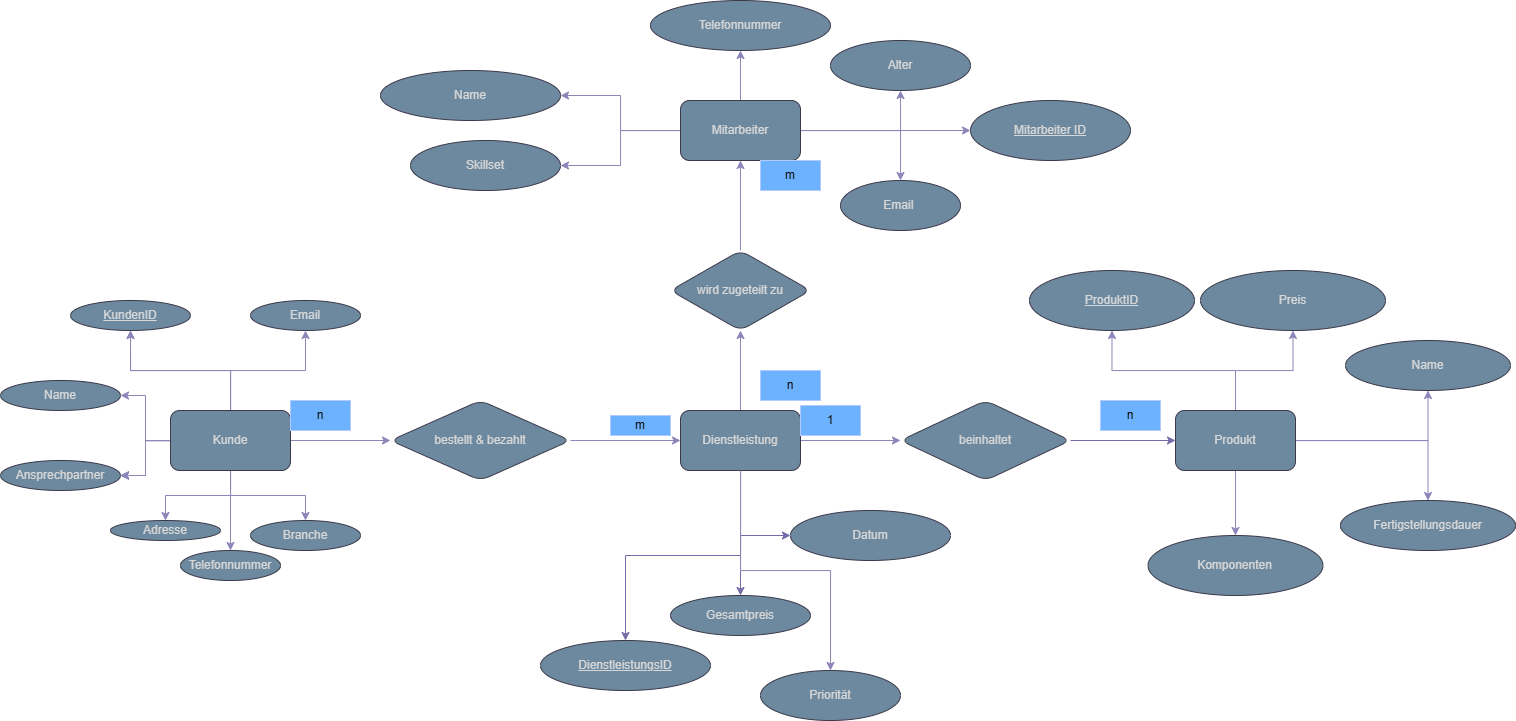 Telefonnummer
Alter
Name
Mitarbeiter
Mitarbeiter ID
Skillset
m
Email
wird zugeteilt zu
ProduktID
Preis
KundenID
Email
Name
n
Name
n
1
n
m
Kunde
bestellt & bezahlt
Dienstleistung
beinhaltet
Produkt
Ansprechpartner
Adresse
Branche
Datum
Fertigstellungsdauer
Telefonnummer
Komponenten
Gesamtpreis
DienstleistungsID
Priorität